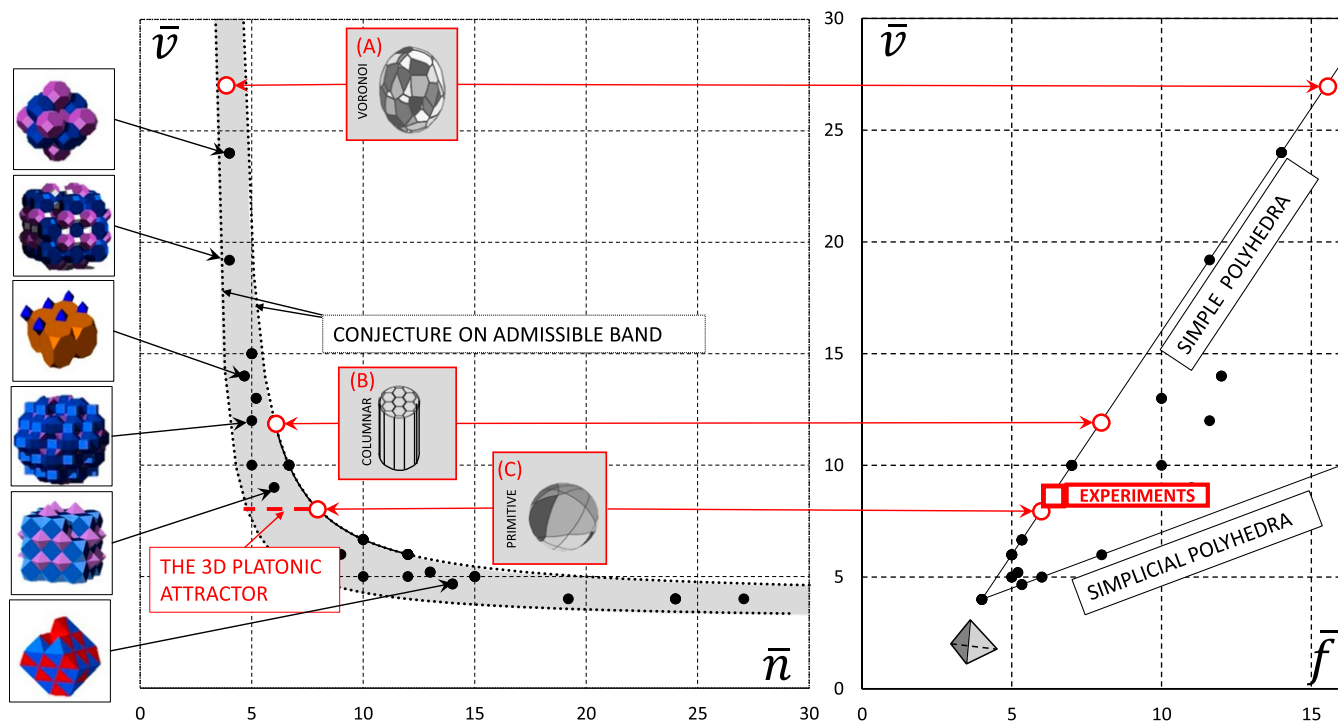 v̄
(A)
VORONOI
CONJECTURE ON ADMISSIBLE BAND
(B)
COLUMNAR
(C)
PRIMITIVE
THE 3D PLATONIC
ATTRACTOR
n̄
0 5 10 15 20 25 30
30
25
20
15
10
5
0
v̄
SIMPLE POLYHEDRA
EXPERIMENTS
SIMPLICIAL POLYHEDRA
f̄
0 5 10 15